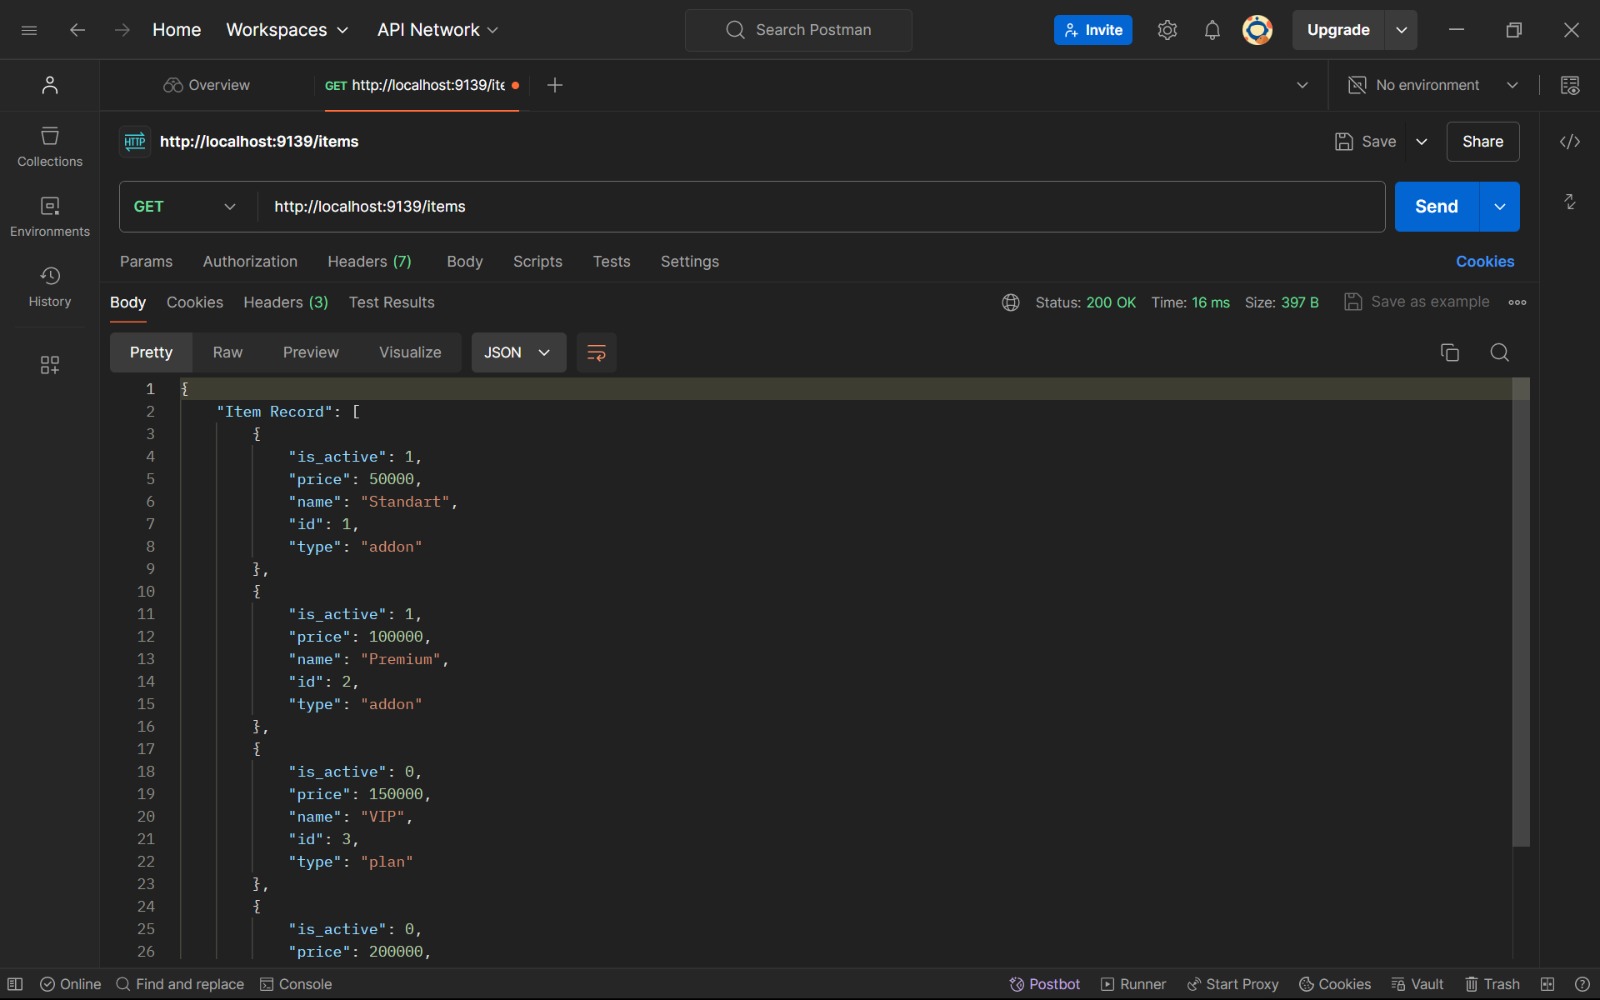 Home Workspaces API Network Search Postman Invite Upgrade
Overview GET http://localhost:9139/ite No environment
HTTP http://localhost:9139/items Save Share
Collections
GET http://localhost:9139/items Send
Environments
Params Authorization Headers (7) Body Scripts Tests Settings Cookies
History
Body Cookies Headers (3) Test Results Status: 200 OK Time: 16 ms Size: 397 B Save as example
Pretty Raw Preview Visualize JSON
1 {
2 "Item Record": [
3 {
4 "is_active": 1,
5 "price": 50000,
6 "name": "Standart",
7 "id": 1,
8 "type": "addon"
9 },
10 {
11 "is_active": 1,
12 "price": 100000,
13 "name": "Premium",
14 "id": 2,
15 "type": "addon"
16 },
17 {
18 "is_active": 0,
19 "price": 150000,
20 "name": "VIP",
21 "id": 3,
22 "type": "plan"
23 },
24 {
25 "is_active": 0,
26 "price": 200000,
Online Find and replace Console Postbot Runner Start Proxy Cookies Vault Trash